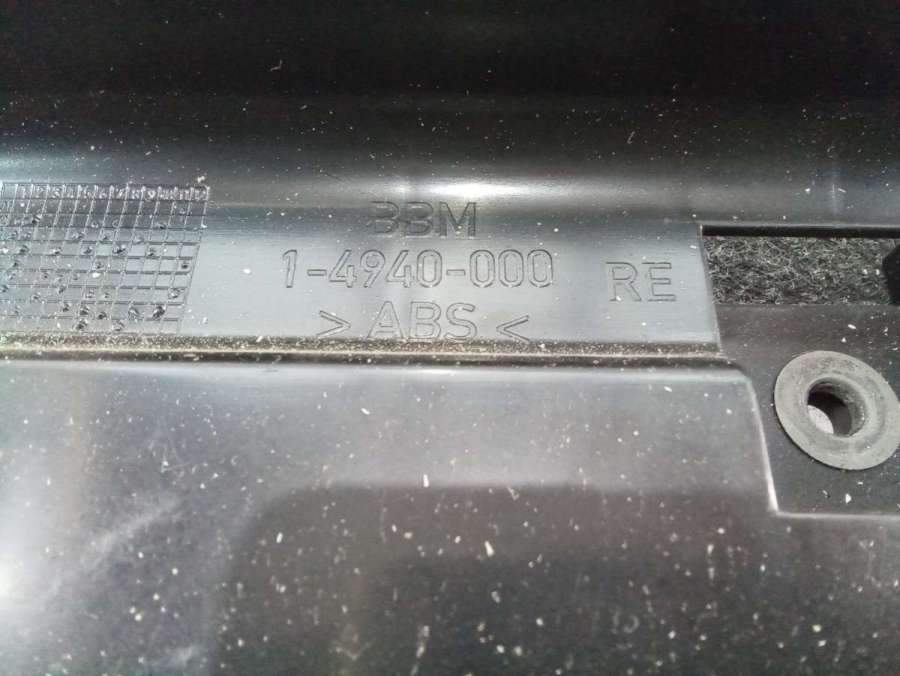 BBM
1-4940-000
RE
>ABS<